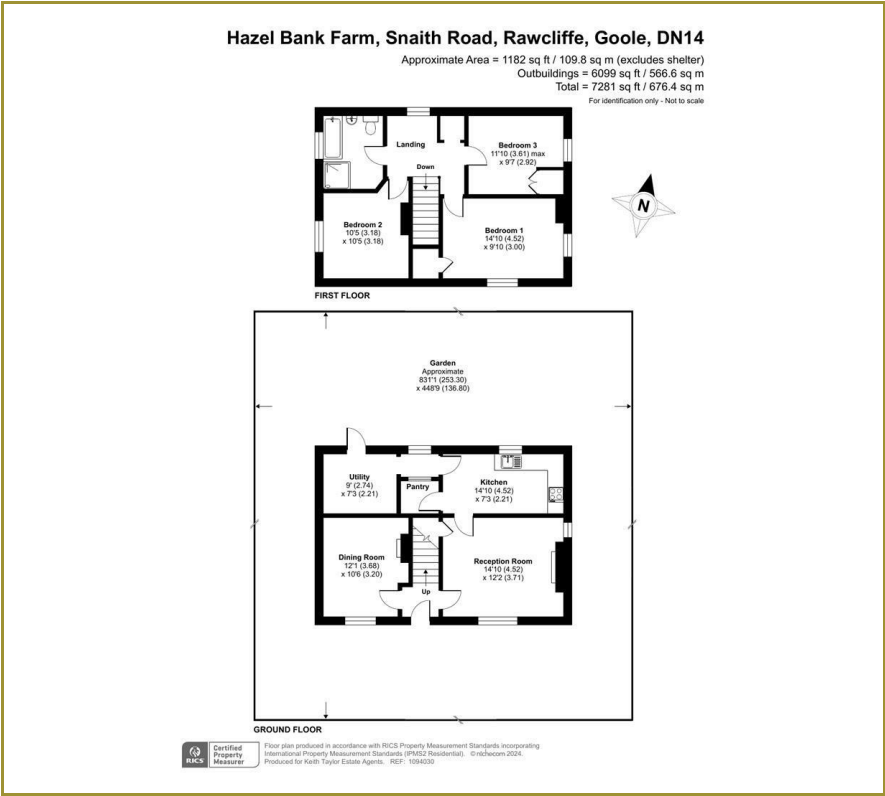 Hazel Bank Farm, Snaith Road, Rawcliffe, Goole, DN14
Approximate Area = 1182 sq ft / 109.8 sq m (excludes shelter)
Outbuildings = 6099 sq ft / 566.6 sq m
Total = 7281 sq ft / 676.4 sq m
For identification only - Not to scale
Landing
Down
Bedroom 3
11'10 (3.61) max
x 9'7 (2.92)
Bedroom 2
10'5 (3.18)
x 10'5 (3.18)
Bedroom 1
14'10 (4.52)
x 9'10 (3.00)
N
FIRST FLOOR
Garden
Approximate
831'1 (253.30)
x 448'9 (136.80)
Utility
9' (2.74)
x 7'3 (2.21)
Pantry
Kitchen
14'10 (4.52)
x 7'3 (2.21)
Dining Room
12'1 (3.68)
x 10'6 (3.20)
Reception Room
14'10 (4.52)
x 12'2 (3.71)
Up
GROUND FLOOR
RICS
Certified
Property
Measurer
Floor plan produced in accordance with RICS Property Measurement Standards incorporating
International Property Measurement Standards (IPMS2 Residential). © nichecom 2024.
Produced for Keith Taylor Estate Agents. REF: 1094030